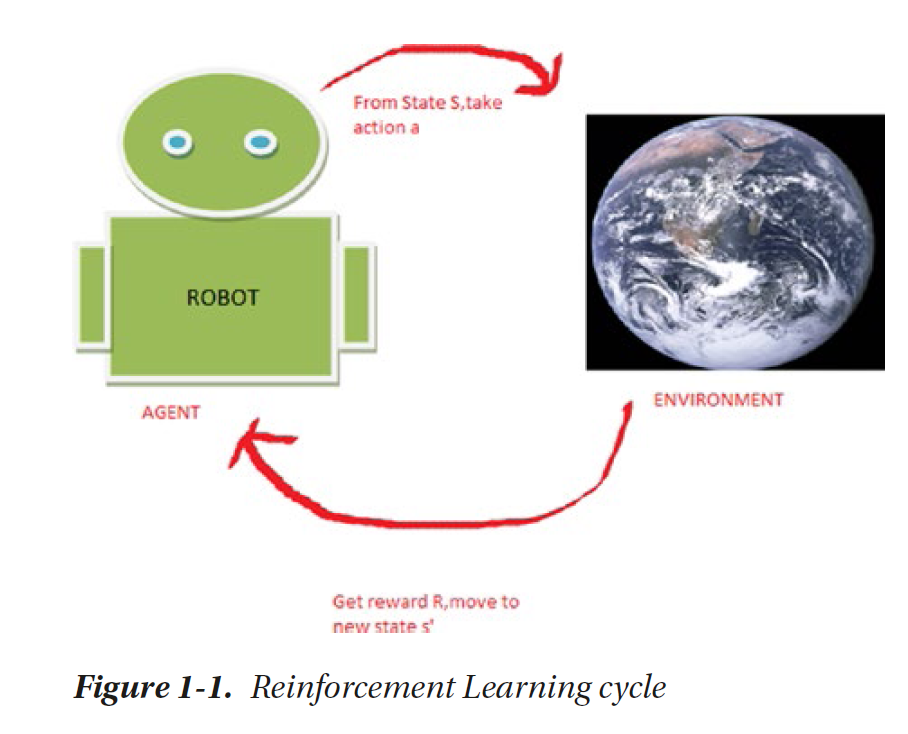 From State S,take
action a
ROBOT
AGENT
ENVIRONMENT
Get reward R,move to
new state s'
Figure 1-1. Reinforcement Learning cycle